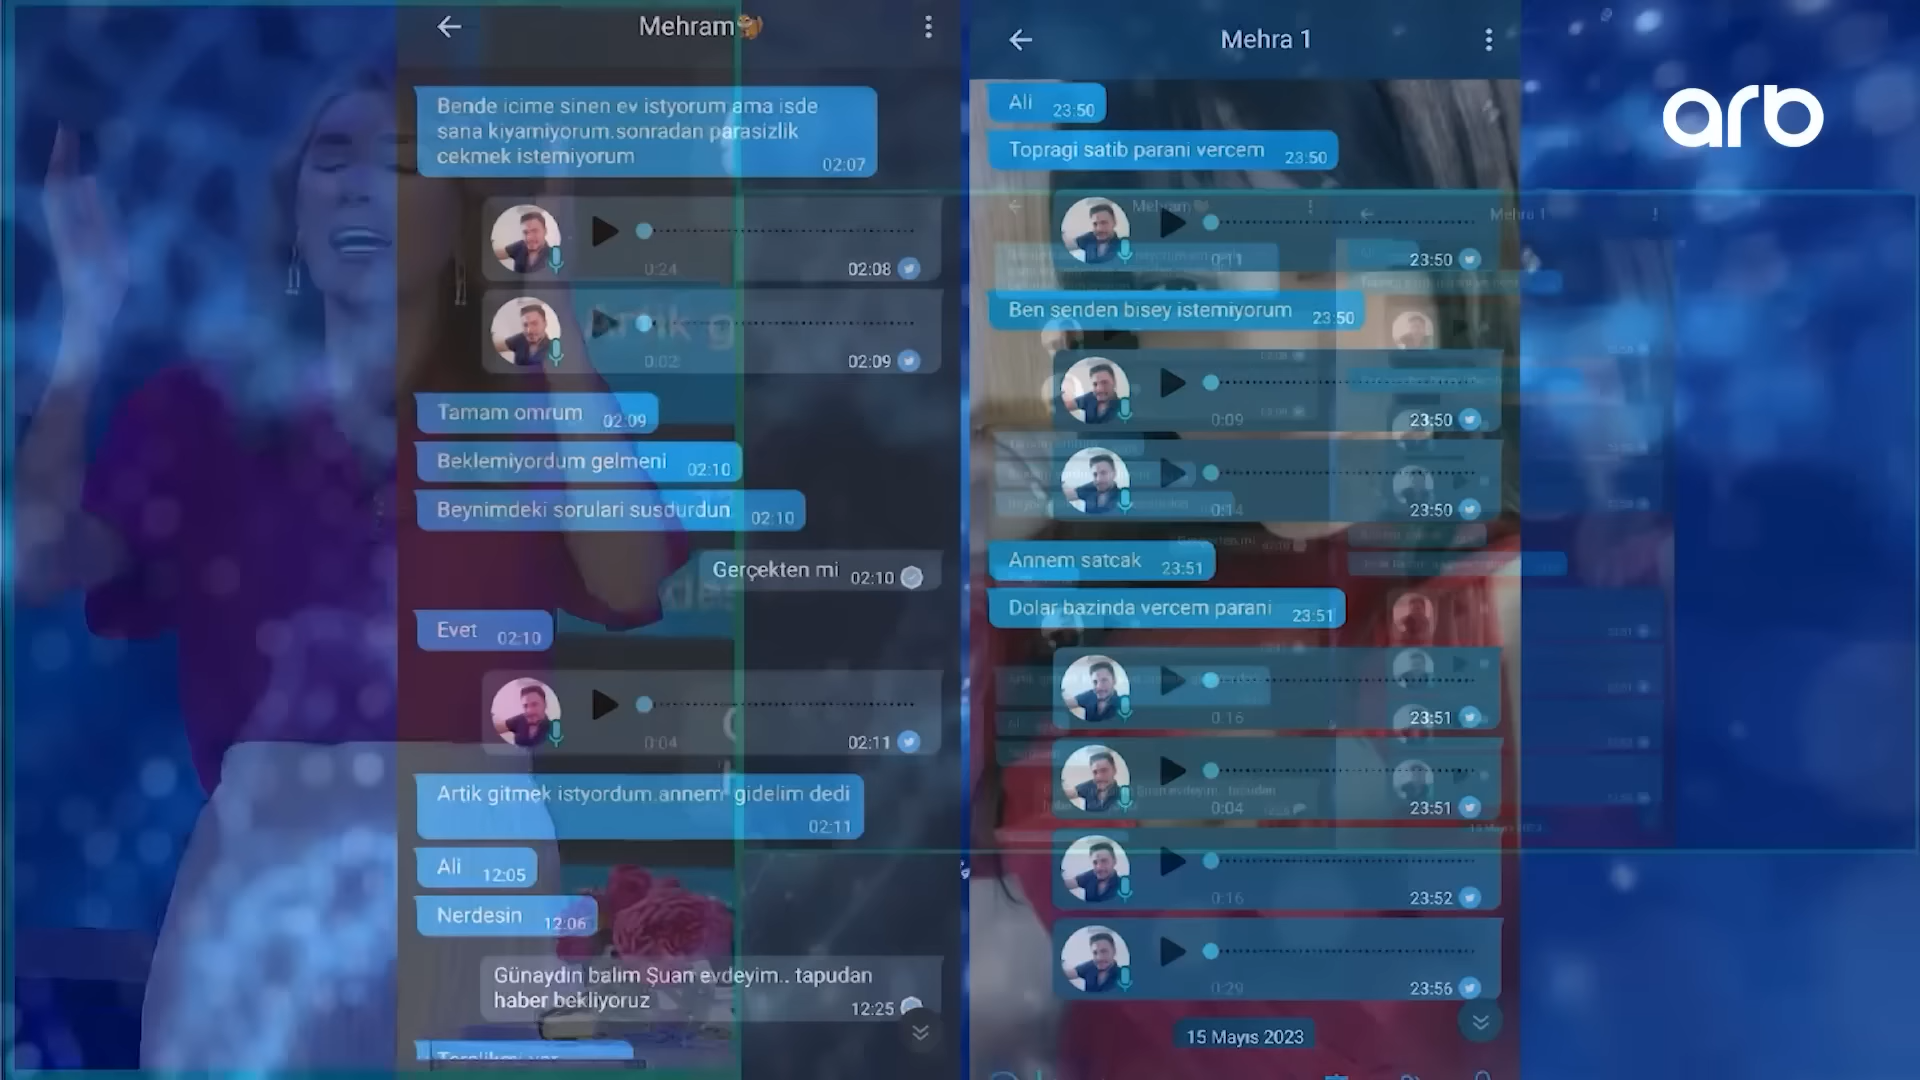 Mehram
Bende icime sinen ev istyorum ama isde
sana kıyamiyorum.sonradan parasizlik
cekmek istemiyorum
02:07
0:24
02:08
0:02
02:09
Tamam omrum 02:09
Beklemiyordum gelmeni 02:10
Beynimdeki sorulari susdurdun 02:10
Gerçekten mi 02:10
Evet 02:10
0:04
02:11
Artik gitmek istyordum.annem gidelim dedi
02:11
Ali 12:05
Nerdesin 12:06
Günaydın balım Şuan evdeyim.. tapudan
haber bekliyoruz
12:25
Mehra 1
Ali 23:50
Topragi satib parani vercem 23:50
0:11
23:50
Ben senden bisey istemiyorum 23:50
0:09
23:50
0:14
23:50
Annem satcak 23:51
Dolar bazinda vercem parani 23:51
0:16
23:51
0:04
23:51
0:16
23:52
0:29
23:56
15 Mayıs 2023
arb